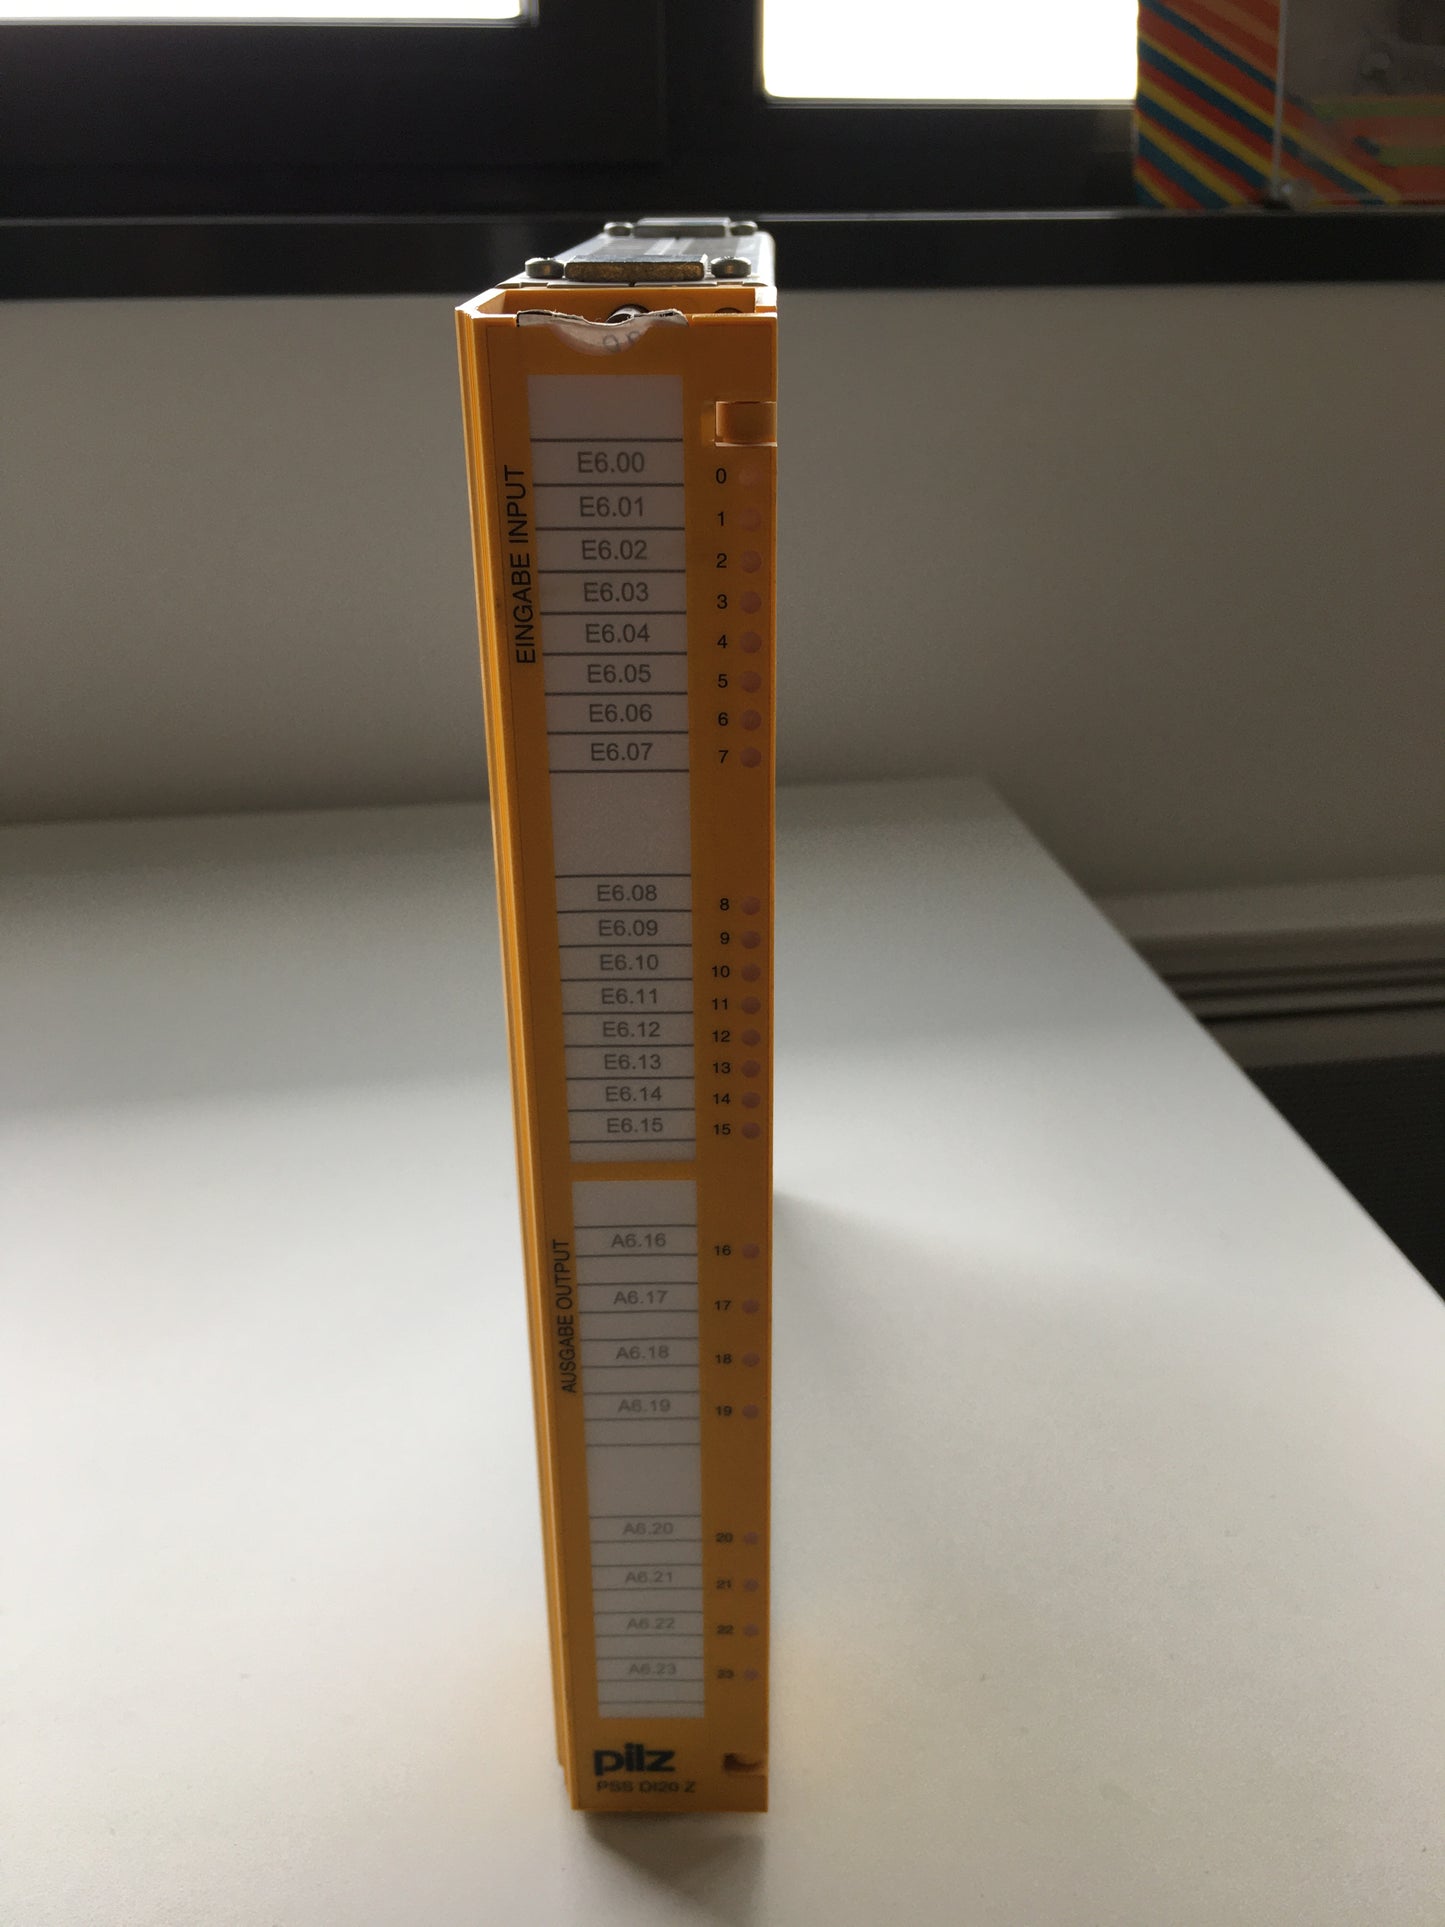 EINGABE INPUT
E6.00 0
E6.01 1
E6.02 2
E6.03 3
E6.04 4
E6.05 5
E6.06 6
E6.07 7
E6.08 8
E6.09 9
E6.10 10
E6.11 11
E6.12 12
E6.13 13
E6.14 14
E6.15 15
AUSGABE OUTPUT
A6.16 16
A6.17 17
A6.18 18
A6.19 19
A6.20 20
A6.21 21
A6.22 22
A6.23 23
pilz
PSS DI2O Z